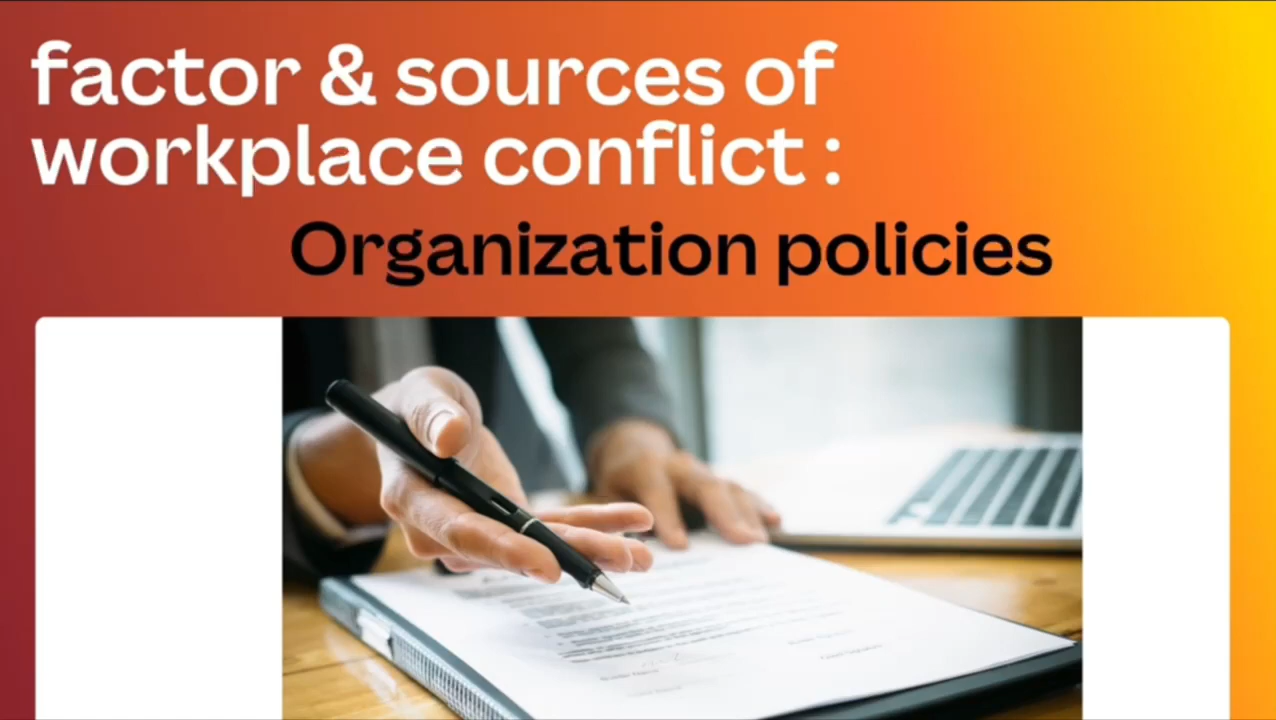 factor & sources of
workplace conflict :
Organization policies